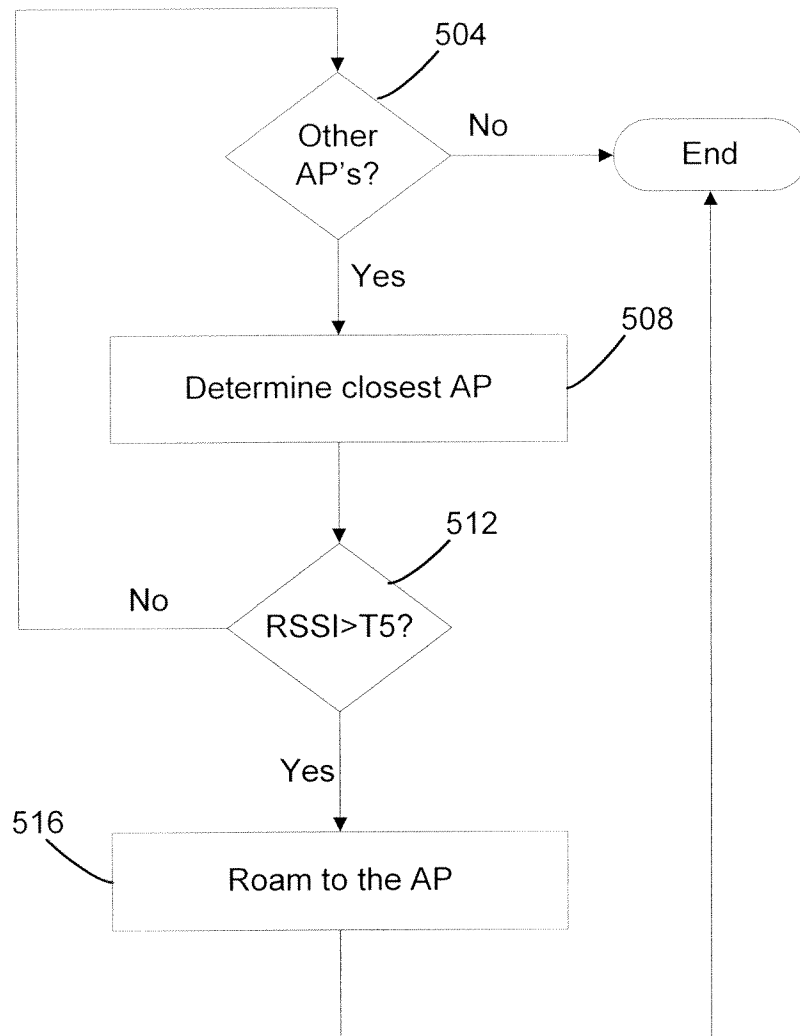 504
Other
AP's?
No
End
Yes
508
Determine closest AP
512
No
RSSI>T5?
Yes
516
Roam to the AP